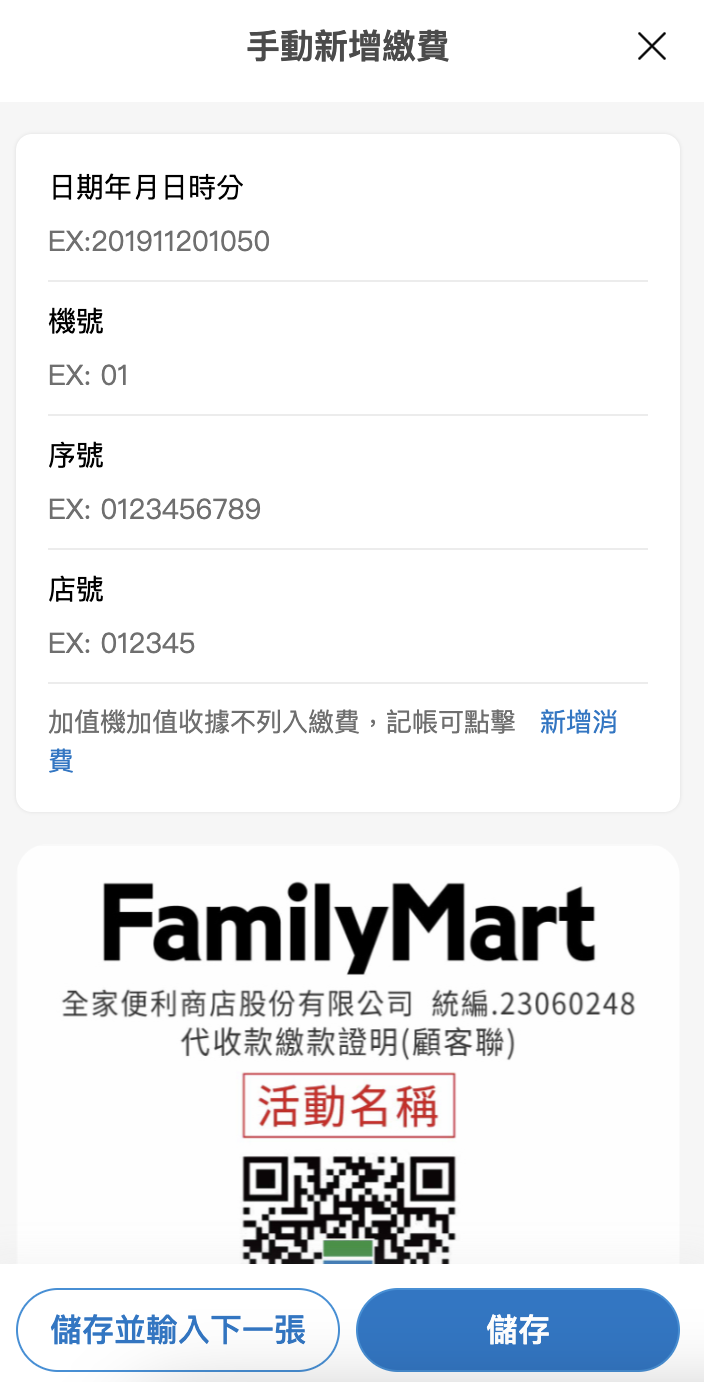 手動新增繳費
日期年月日時分
EX:201911201050
機號
EX: 01
序號
EX: 0123456789
店號
EX: 012345
加值機加值收據不列入繳費，記帳可點擊 新增消
費
FamilyMart
全家便利商店股份有限公司 統編.23060248
代收款繳款證明(顧客聯)
活動名稱
儲存並輸入下一張
儲存